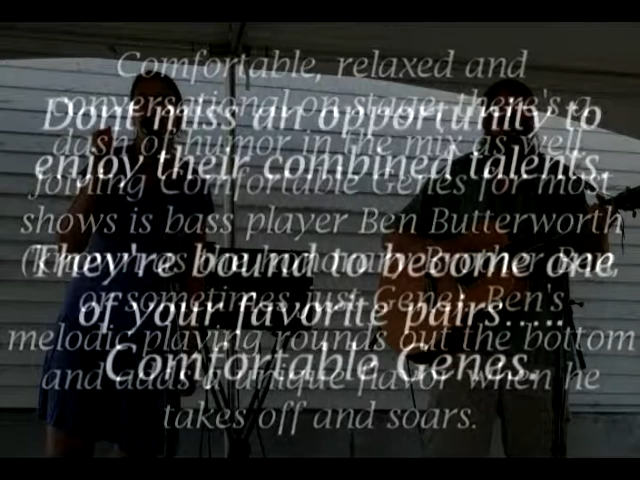 Comfortable, relaxed and
conversational on stage, there's a
dash of humor in the mix as well.
Joining Comfortable Genes for most
shows is bass player Ben Butterworth
Brother Ben,
or sometimes just Gene). Ben's
melodic playing rounds out the bottom
and adds a unique flavor when he
takes off and soars.
Don't miss an opportunity to
enjoy their combined talents.
They're bound to become one
of your favorite pairs.....
Comfortable Genes.